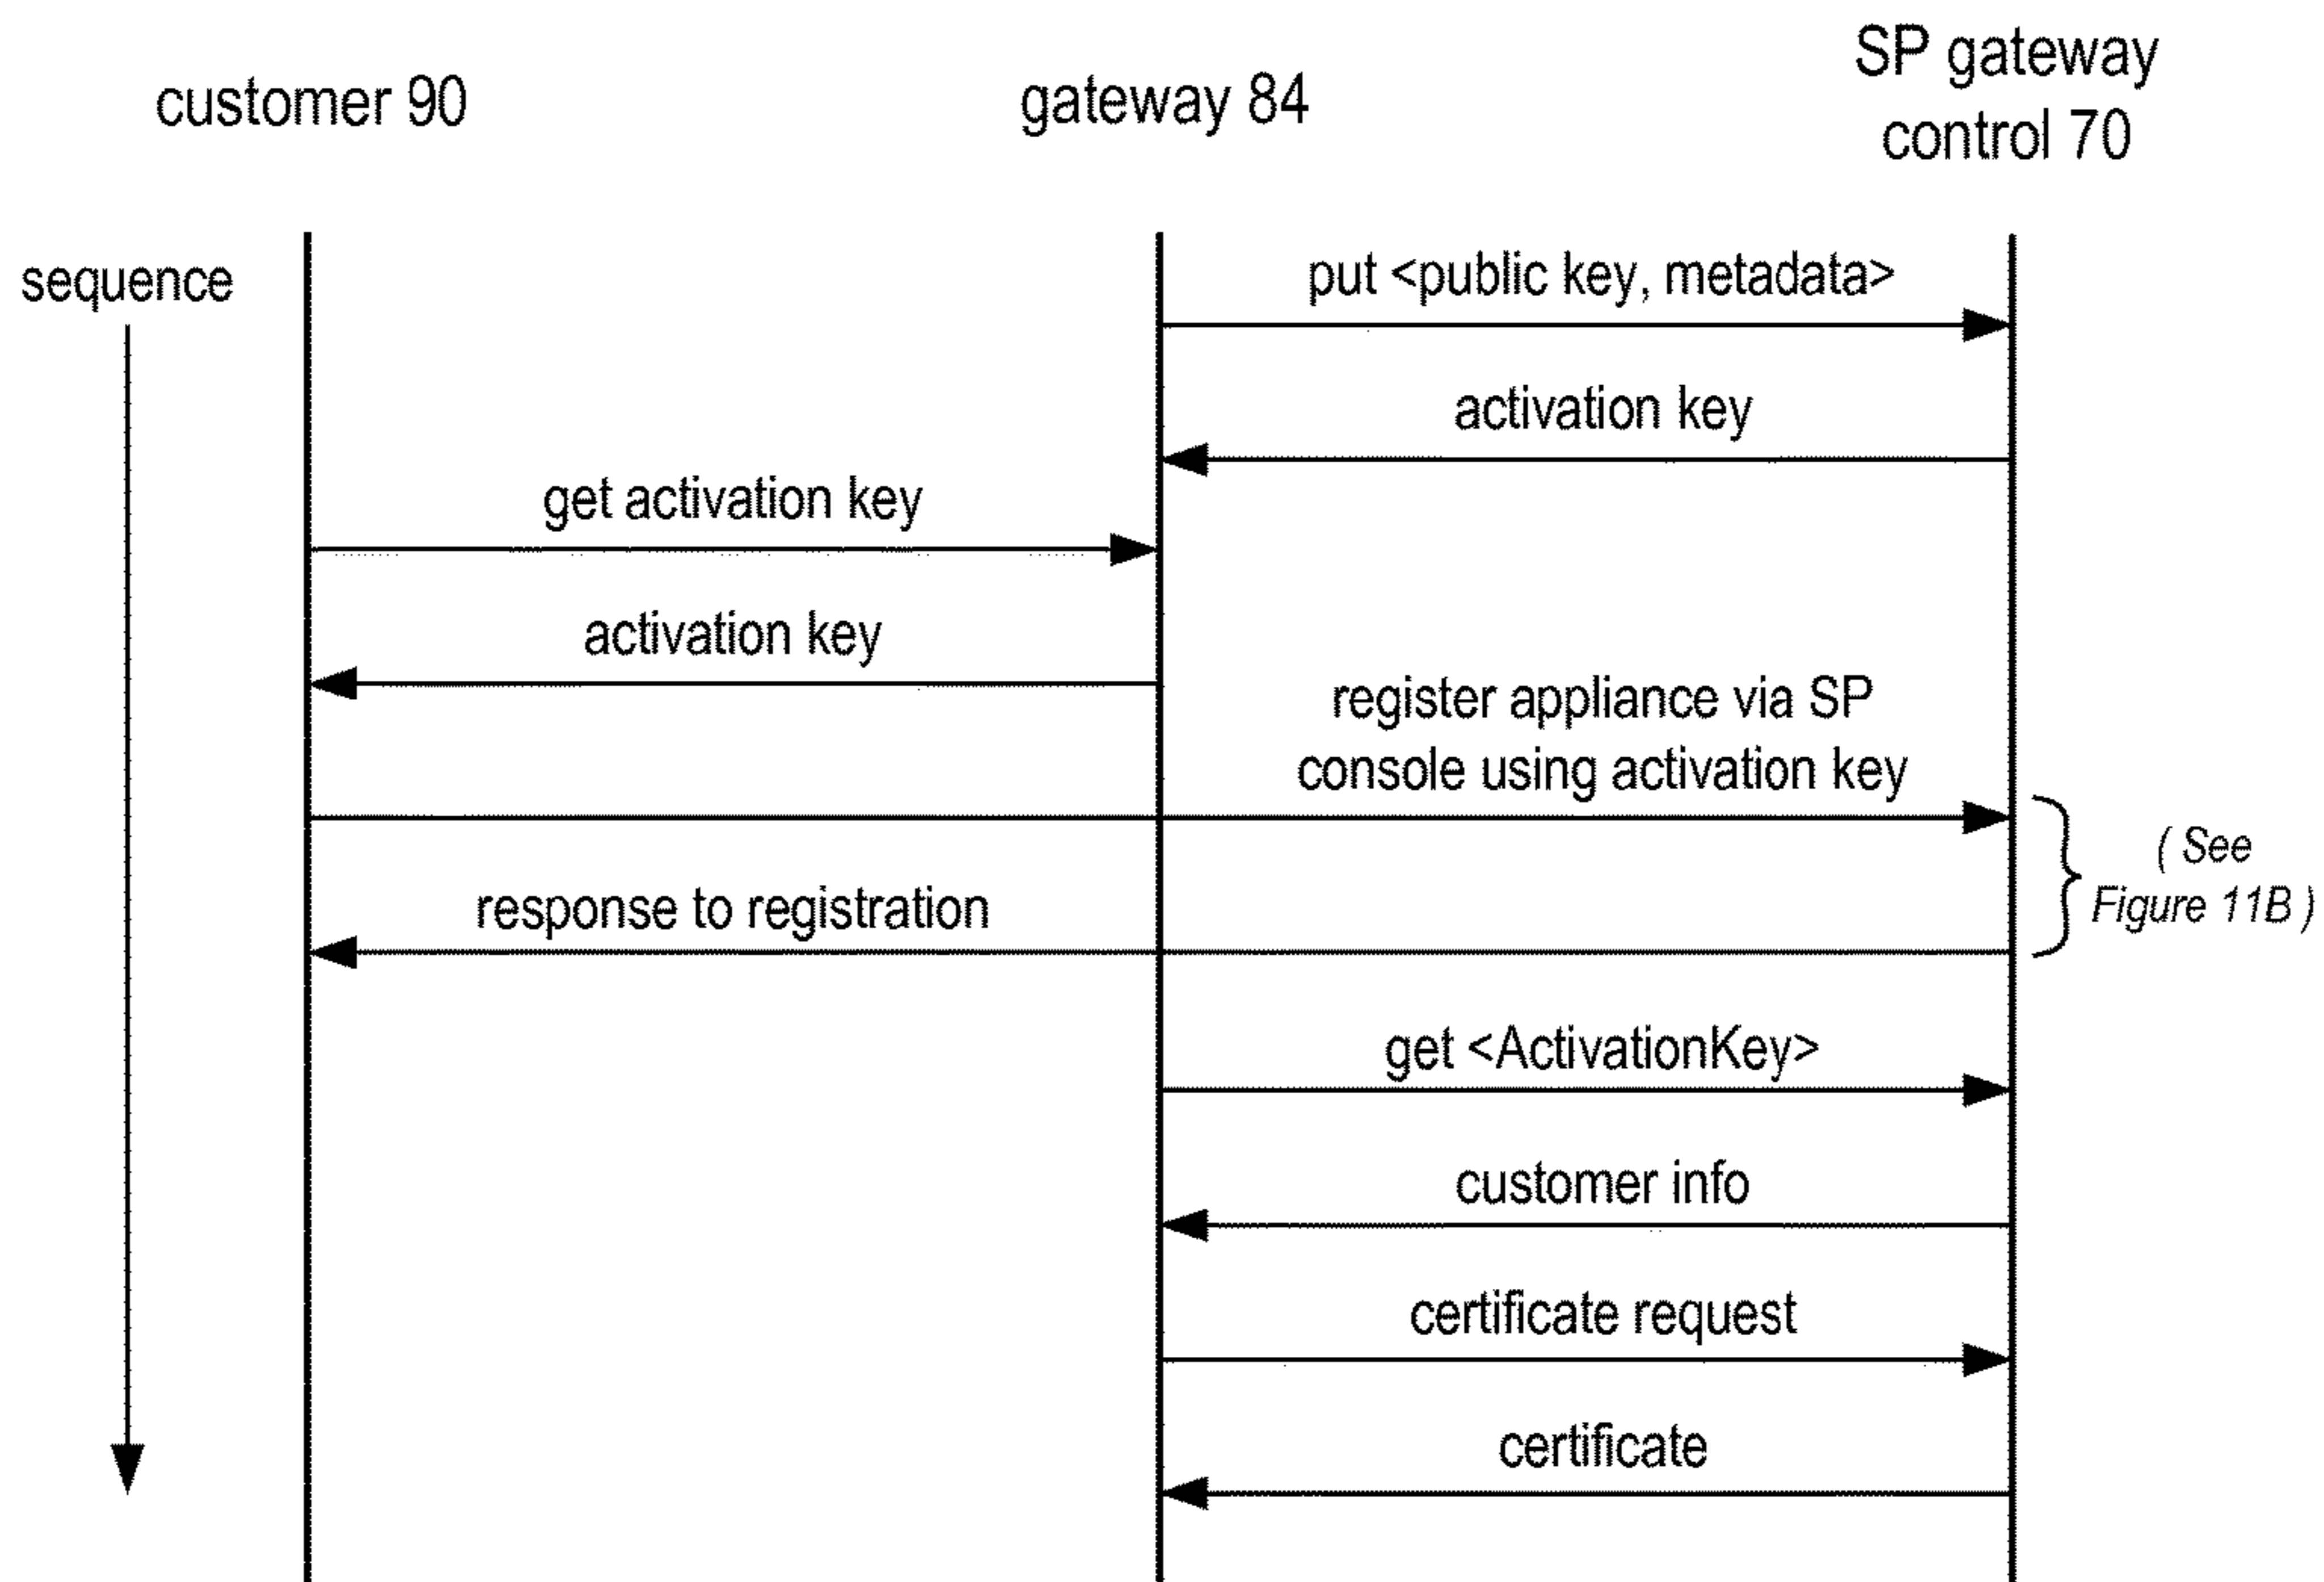 customer 90
gateway 84
SP gateway
control 70
sequence
put <public key, metadata>
activation key
get activation key
activation key
register appliance via SP
console using activation key
( See
Figure 11B )
response to registration
get <ActivationKey>
customer info
certificate request
certificate